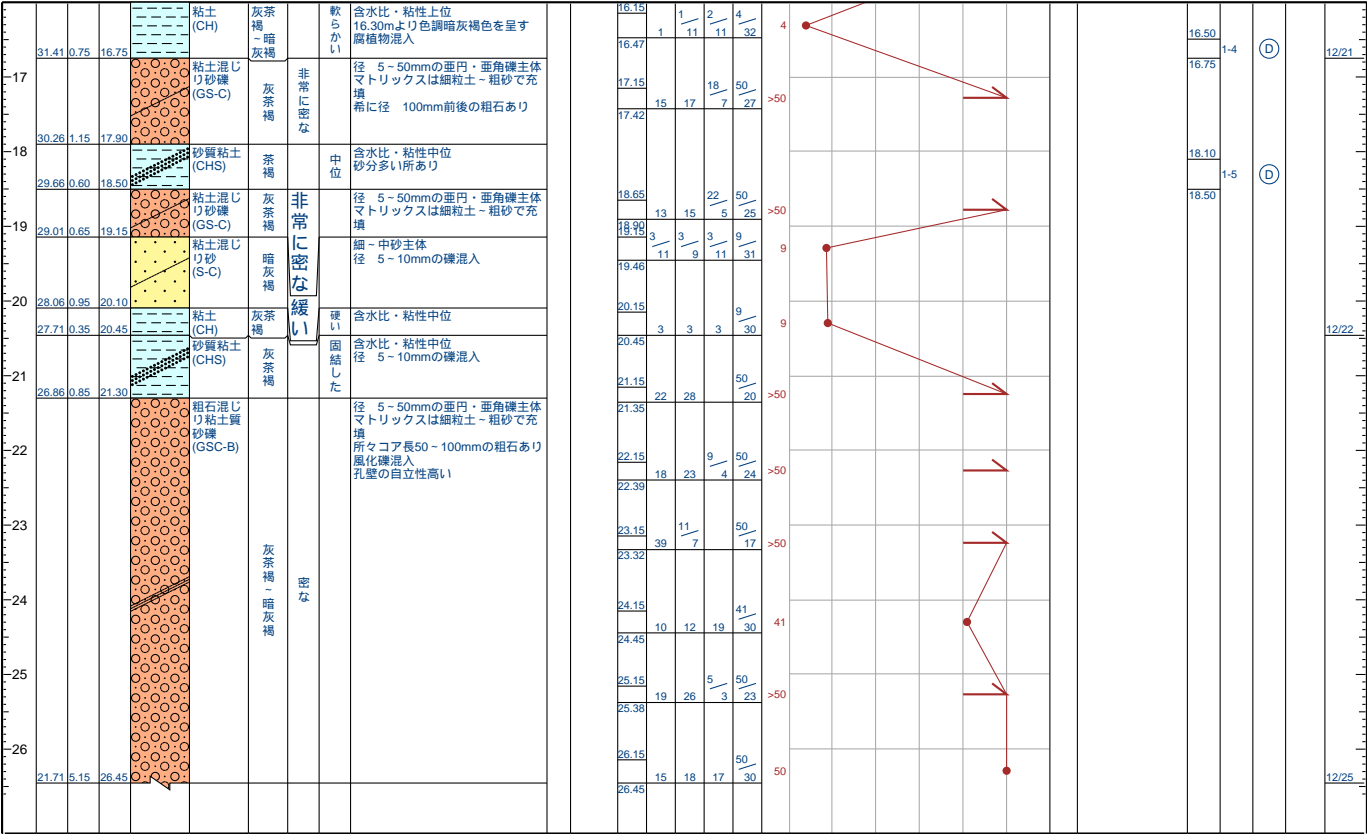 17
18
19
20
21
22
23
24
25
26
31.41 0.75 16.75
粘土
(CH)
灰茶褐~暗灰褐
軟らかい
含水比・粘性上位
16.30mより色調暗灰褐色を呈す
腐植物混入
30.26 1.15 17.90
粘土混じ
り砂礫
(GS-C)
灰茶褐
非常に密な
径 5~50mmの亜円・亜角礫主体
マトリックスは細粒土~粗砂で充
填
希に径 100mm前後の粗石あり
29.66 0.60 18.50
砂質粘土
(CHS)
茶褐
中位
含水比・粘性中位
砂分多い所あり
29.01 0.65 19.15
粘土混じ
り砂礫
(GS-C)
灰茶褐
非常に密な
径 5~50mmの亜円・亜角礫主体
マトリックスは細粒土~粗砂で充
填
28.06 0.95 20.10
粘土混じ
り砂
(S-C)
暗灰褐
緩い
細~中砂主体
径 5~10mmの礫混入
27.71 0.35 20.45
粘土
(CH)
灰茶褐
硬い
含水比・粘性中位
26.86 0.85 21.30
砂質粘土
(CHS)
灰茶褐
固結した
含水比・粘性中位
径 5~10mmの礫混入
21.71 5.15 26.45
粗石混じ
り粘土質
砂礫
(GSC-B)
灰茶褐~暗灰褐
密な
径 5~50mmの亜円・亜角礫主体
マトリックスは細粒土~粗砂で充
填
所々コア長50~100mmの粗石あり
風化礫混入
孔壁の自立性高い
16.15
1 1/11 2/11 4/32 4
16.47
17.15
15 17 18/7 50/27 >50
17.42
18.65
13 15 22/5 50/25 >50
18.90
19.15
3/11 3/9 3/11 9/31 9
19.46
20.15
3 3 3 9/30 9
20.45
21.15
22 28 50/20 >50
21.35
22.15
18 23 9/4 50/24 >50
22.39
23.15
39 11/7 50/17 >50
23.32
24.15
10 12 19 41/30 41
24.45
25.15
19 26 5/3 50/23 >50
25.38
26.15
15 18 17 50/30 50
26.45
16.50
1-4 D
16.75
18.10
1-5 D
18.50
12/21
12/22
12/25